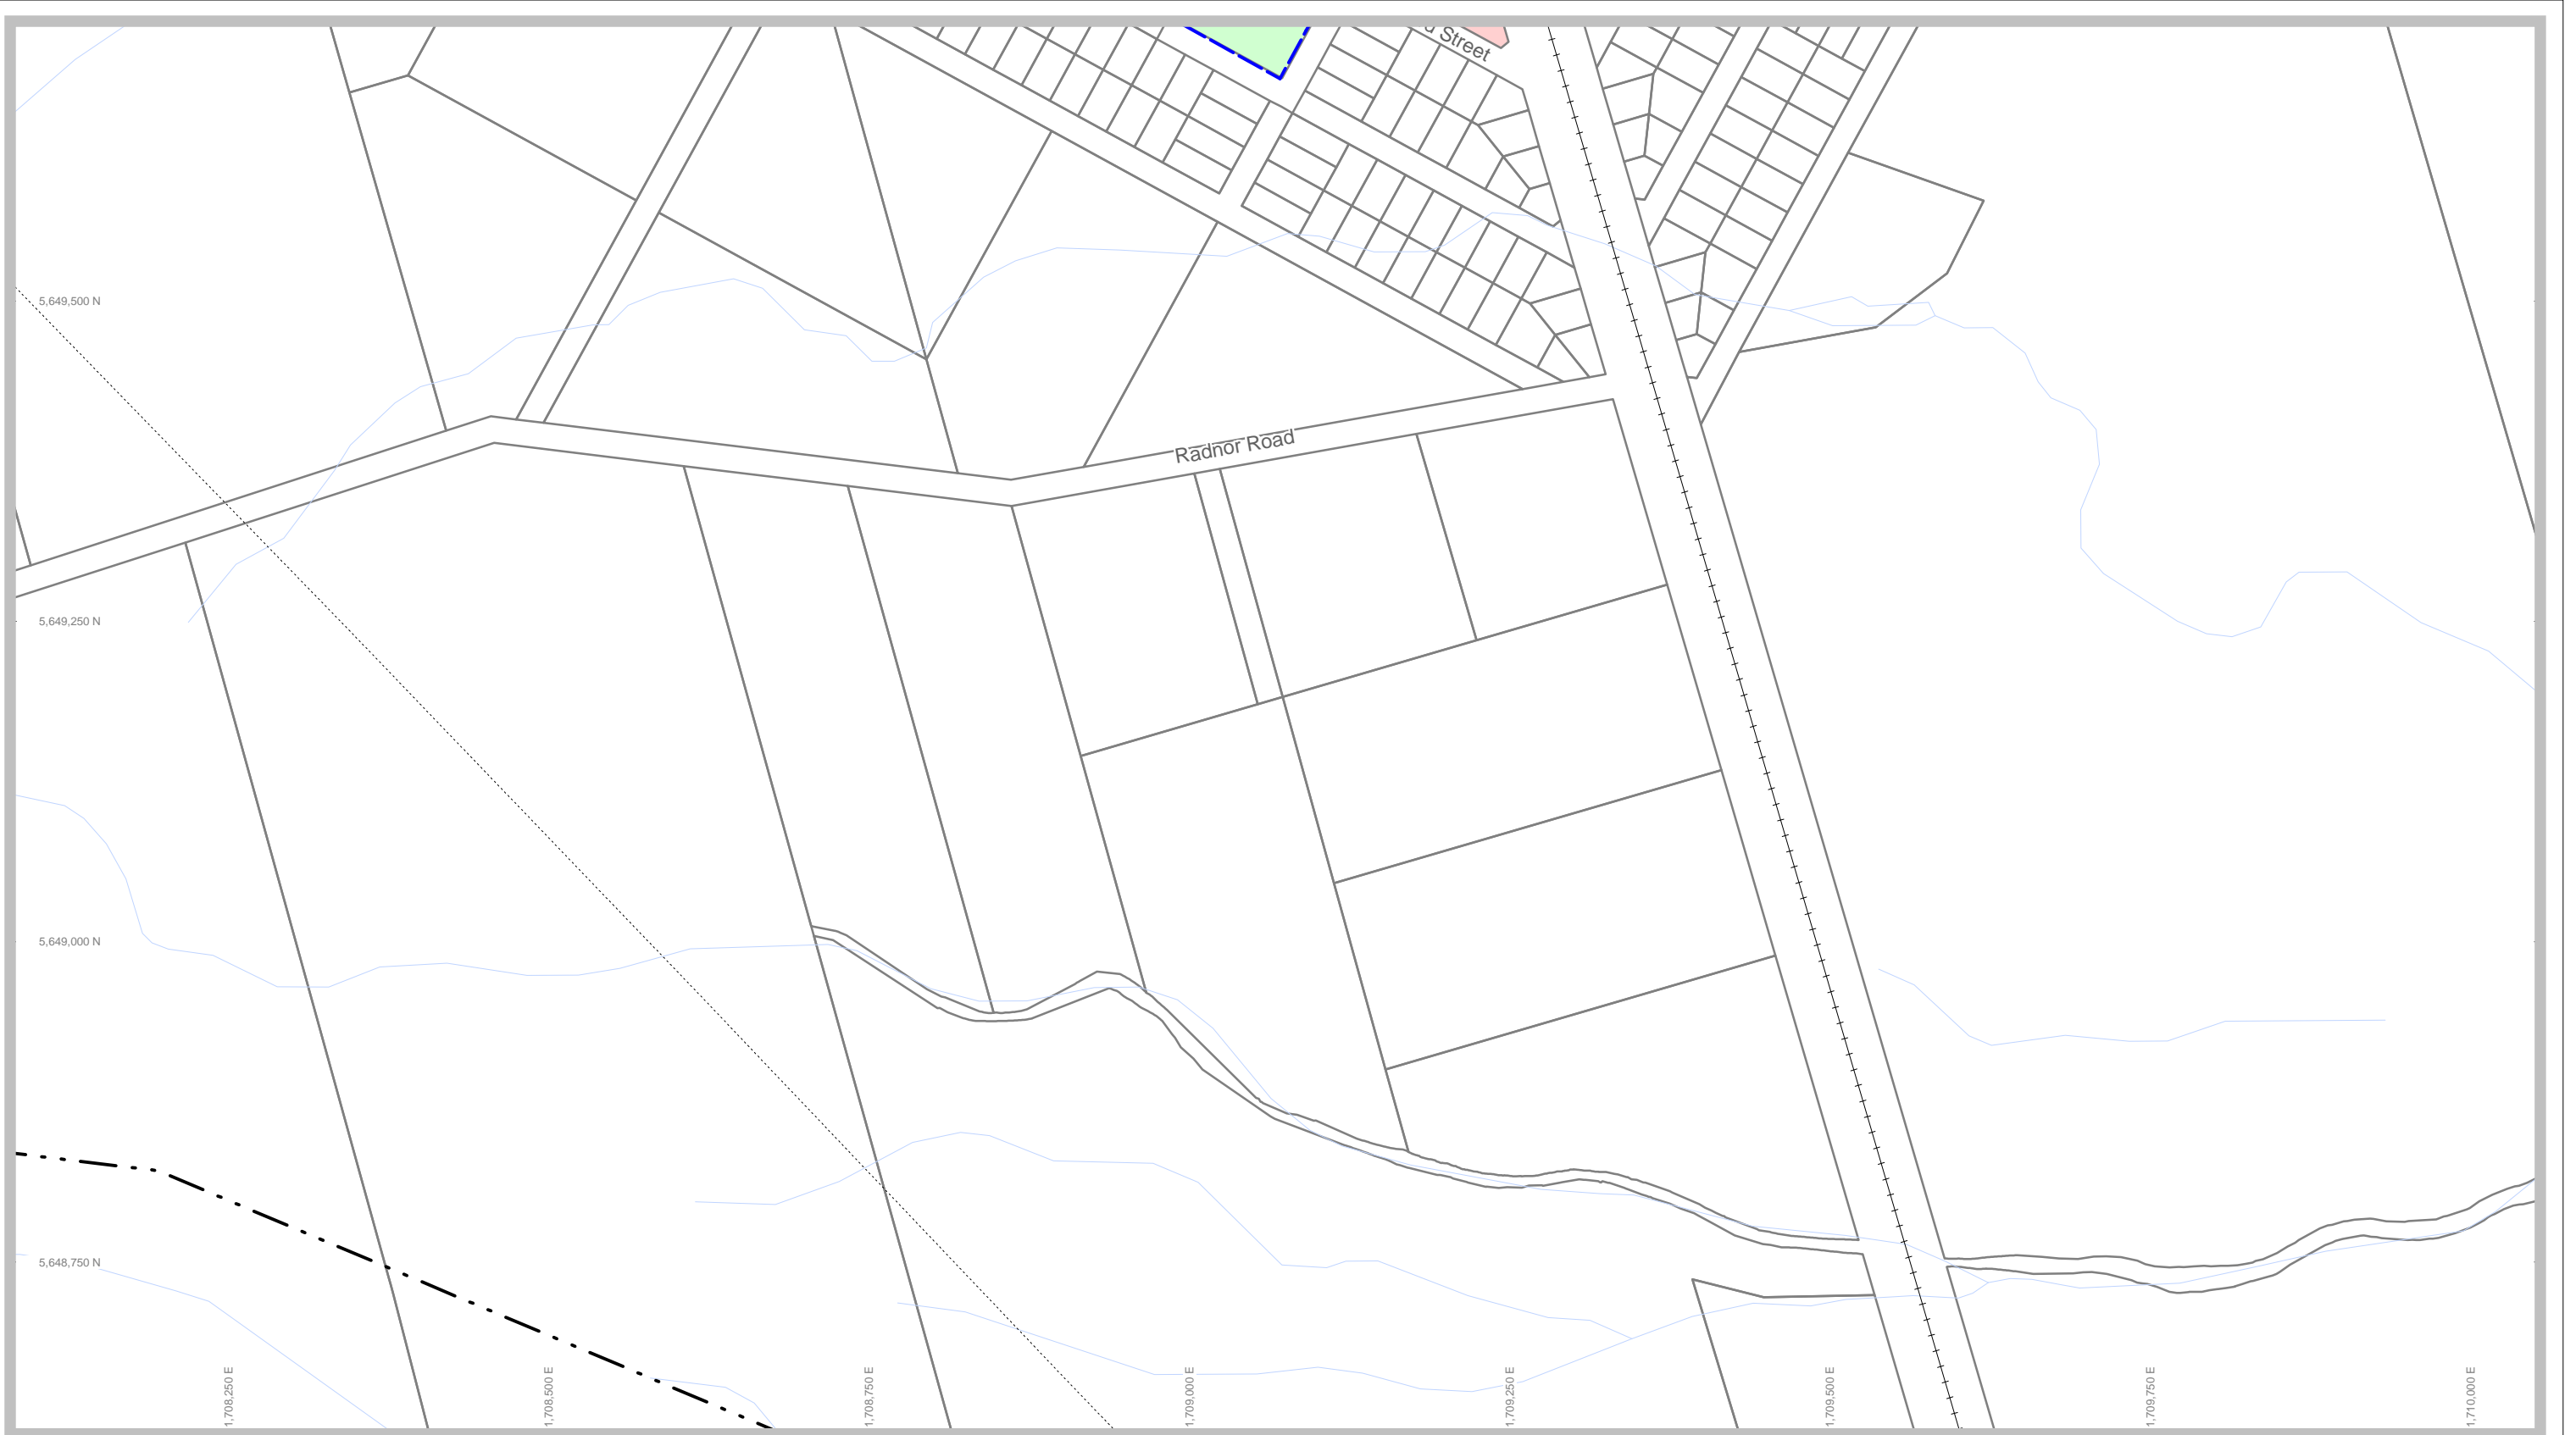 Street
Radnor Road
5,649,500 N
5,649,250 N
5,649,000 N
5,648,750 N
1,708,250 E
1,708,500 E
1,708,750 E
1,709,000 E
1,709,250 E
1,709,500 E
1,709,750 E
1,710,000 E